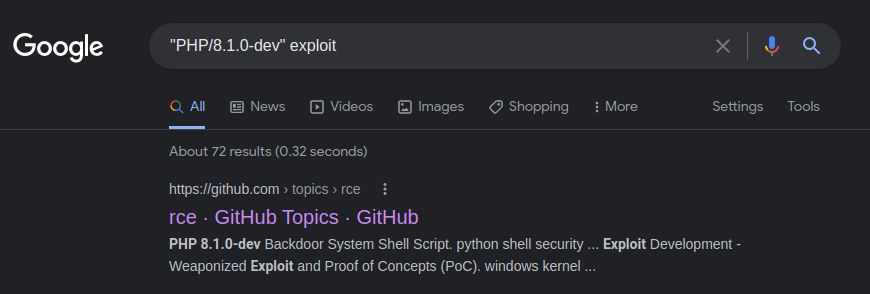 Google "PHP/8.1.0-dev" exploit
All News Videos Images Shopping More Settings Tools
About 72 results (0.32 seconds)
https://github.com › topics › rce
rce · GitHub Topics · GitHub
PHP 8.1.0-dev Backdoor System Shell Script. python shell security ... Exploit Development -
Weaponized Exploit and Proof of Concepts (PoC). windows kernel ...